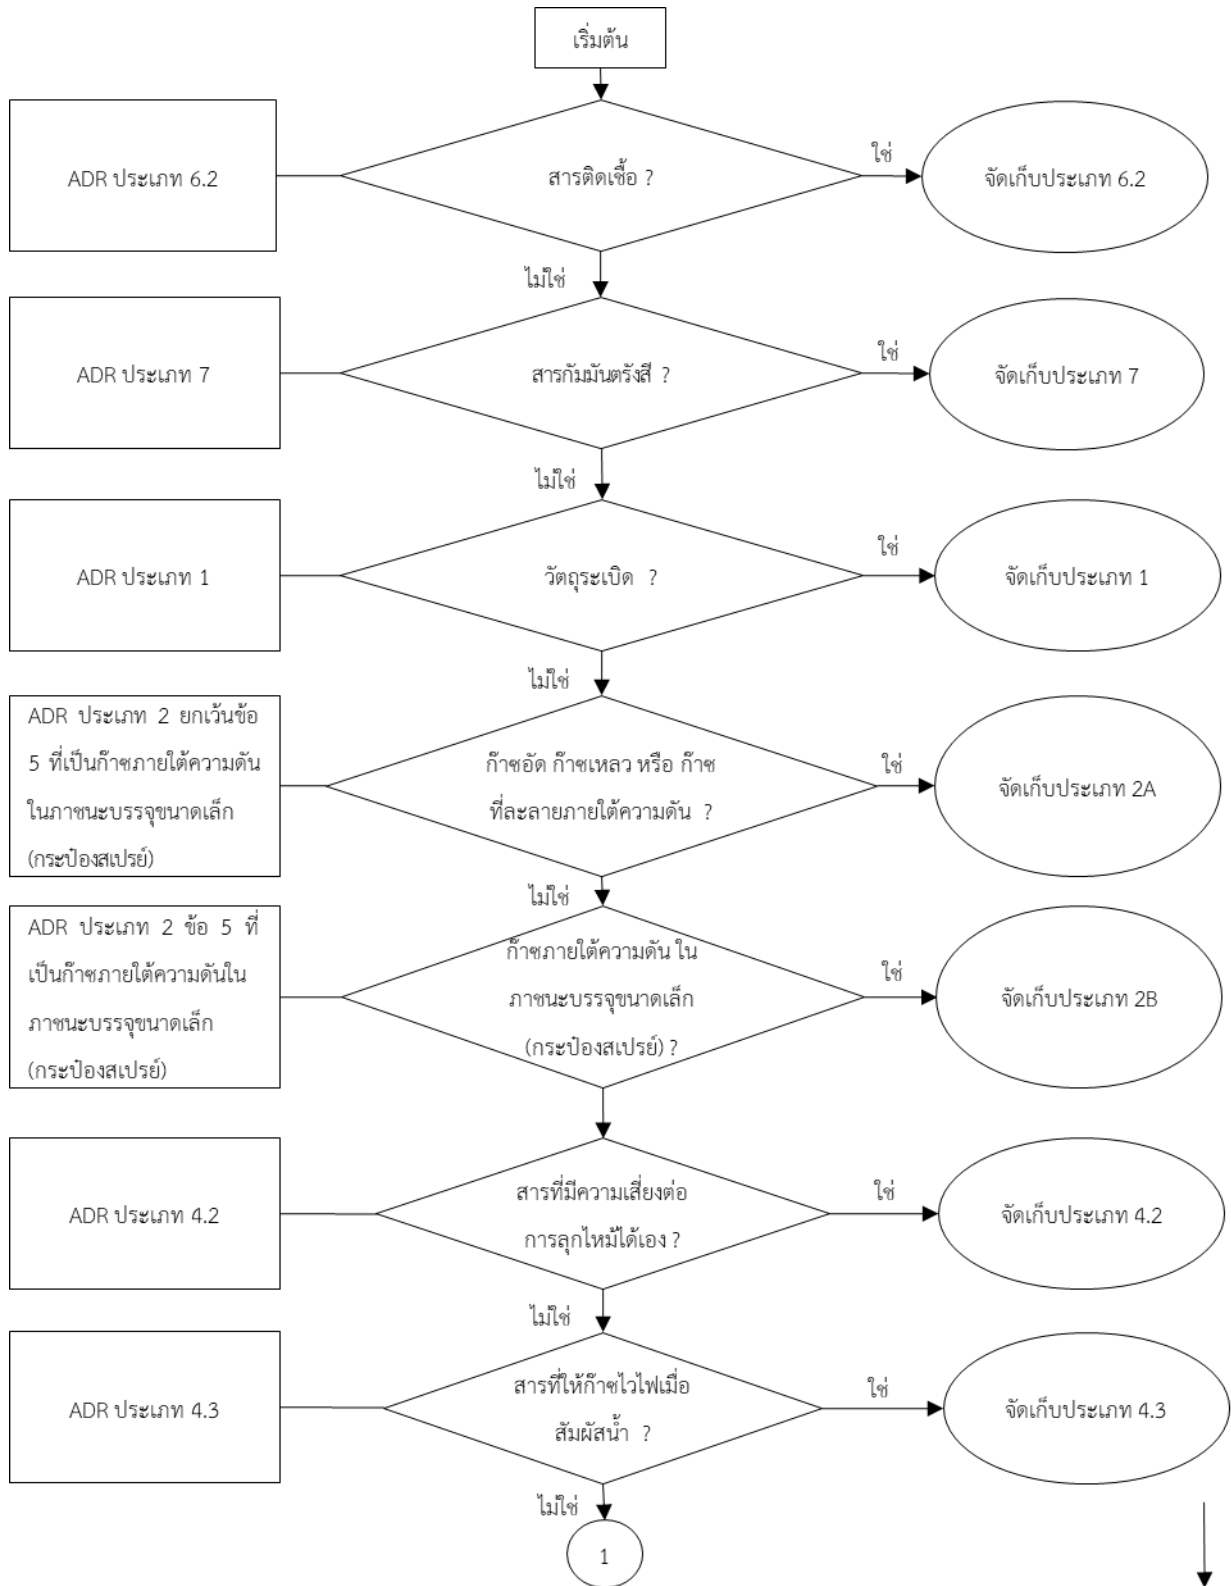 เริ่มต้น
ADR ประเภท 6.2
สารติดเชื้อ ?
ใช่
จัดเก็บประเภท 6.2
ไม่ใช่
ADR ประเภท 7
สารกัมมันตรังสี ?
ใช่
จัดเก็บประเภท 7
ไม่ใช่
ADR ประเภท 1
วัตถุระเบิด ?
ใช่
จัดเก็บประเภท 1
ไม่ใช่
ADR ประเภท 2 ยกเว้นข้อ
5 ที่เป็นก๊าซภายใต้ความดัน
ในภาชนะบรรจุขนาดเล็ก
(กระป๋องสเปรย์)
ก๊าซอัด ก๊าซเหลว หรือ ก๊าซ
ที่ละลายภายใต้ความดัน ?
ใช่
จัดเก็บประเภท 2A
ไม่ใช่
ADR ประเภท 2 ข้อ 5 ที่
เป็นก๊าซภายใต้ความดันใน
ภาชนะบรรจุขนาดเล็ก
(กระป๋องสเปรย์)
ก๊าซภายใต้ความดัน ใน
ภาชนะบรรจุขนาดเล็ก
(กระป๋องสเปรย์) ?
ใช่
จัดเก็บประเภท 2B
ADR ประเภท 4.2
สารที่มีความเสี่ยงต่อ
การลุกไหม้ได้เอง ?
ใช่
จัดเก็บประเภท 4.2
ไม่ใช่
ADR ประเภท 4.3
สารที่ให้ก๊าซไวไฟเมื่อ
สัมผัสน้ำ ?
ใช่
จัดเก็บประเภท 4.3
ไม่ใช่
1